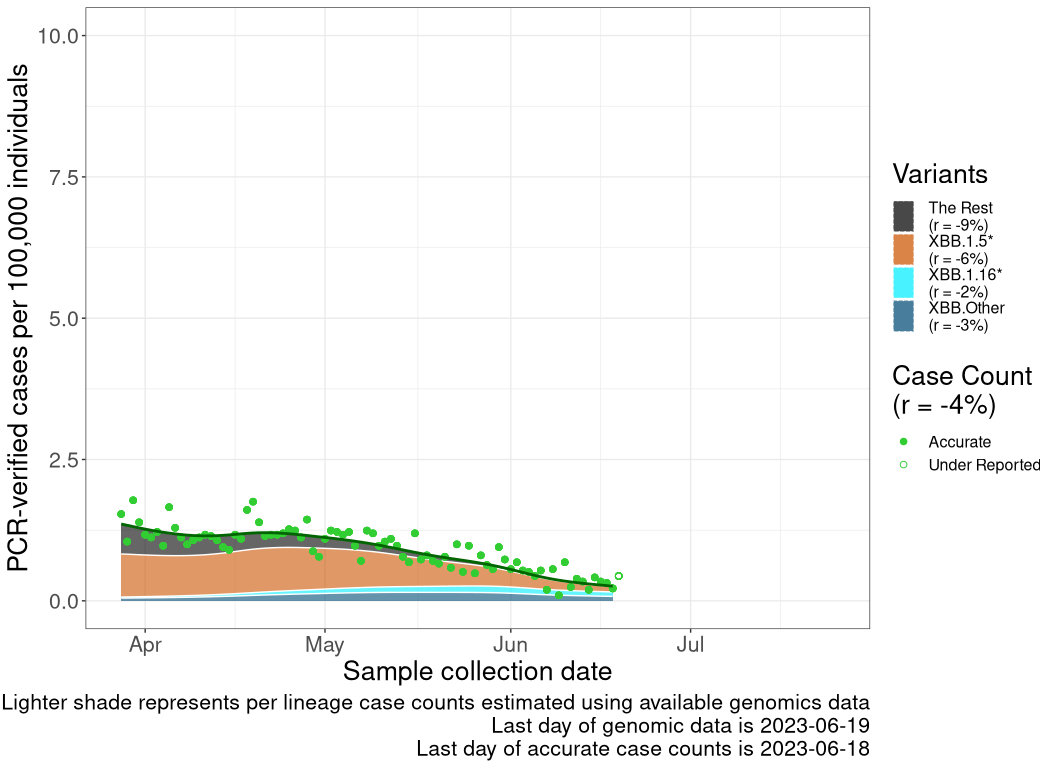 PCR-verified cases per 100,000 individuals
10.0
7.5
5.0
2.5
0.0
Apr
May
Jun
Jul
Sample collection date
Variants
The Rest
(r = -9%)
XBB.1.5*
(r = -6%)
XBB.1.16*
(r = -2%)
XBB.Other
(r = -3%)
Case Count
(r = -4%)
Accurate
Under Reported
Lighter shade represents per lineage case counts estimated using available genomics data
Last day of genomic data is 2023-06-19
Last day of accurate case counts is 2023-06-18